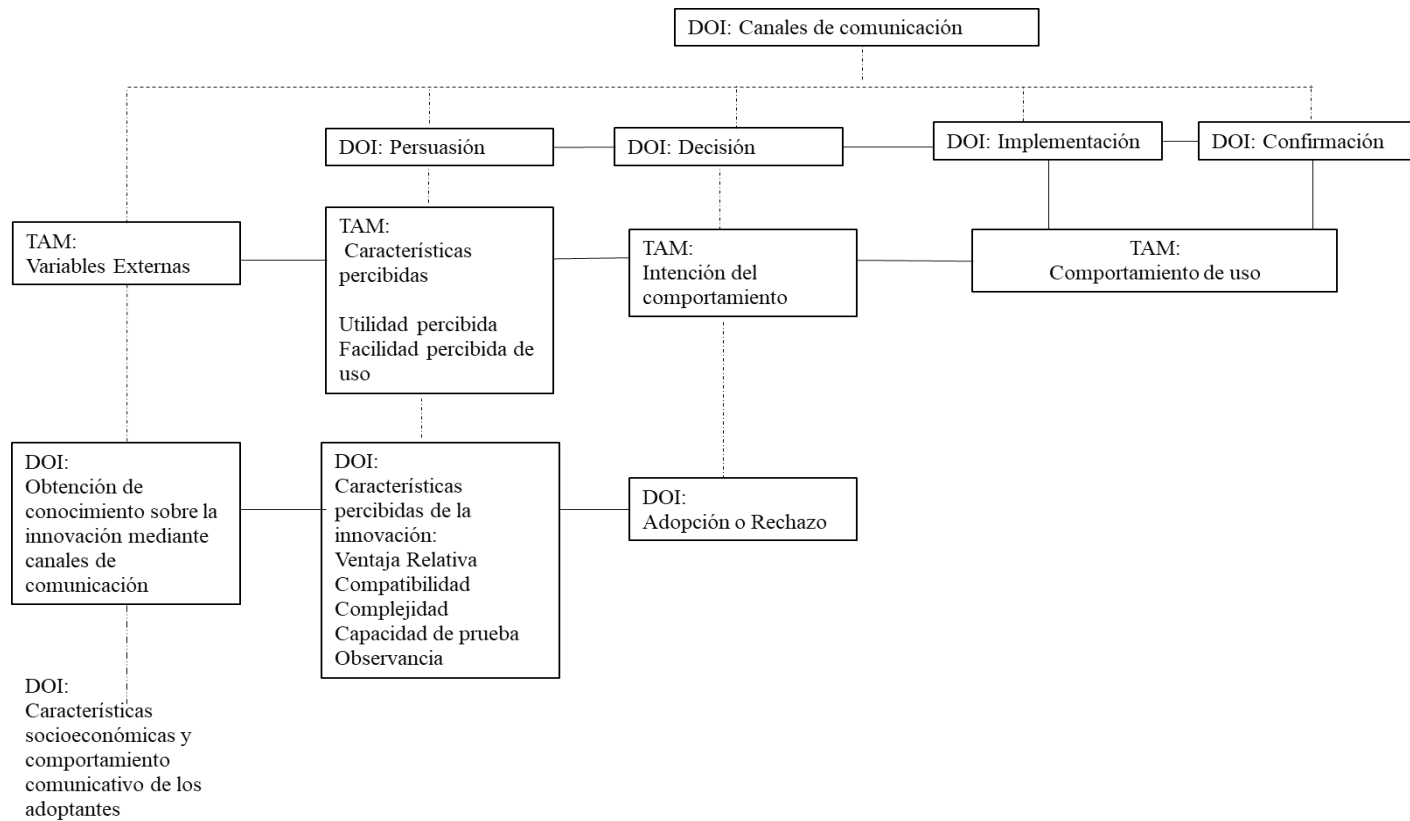 DOI: Canales de comunicación
DOI: Persuasión
DOI: Decisión
DOI: Implementación
DOI: Confirmación
TAM:
Variables Externas
TAM:
Características
percibidas
Utilidad percibida
Facilidad percibida de
uso
TAM:
Intención del
comportamiento
TAM:
Comportamiento de uso
DOI:
Obtención de
conocimiento sobre la
innovación mediante
canales de
comunicación
DOI:
Características
percibidas de la
innovación:
Ventaja Relativa
Compatibilidad
Complejidad
Capacidad de prueba
Observancia
DOI:
Adopción o Rechazo
DOI:
Características
socioeconómicas y
comportamiento
comunicativo de los
adoptantes